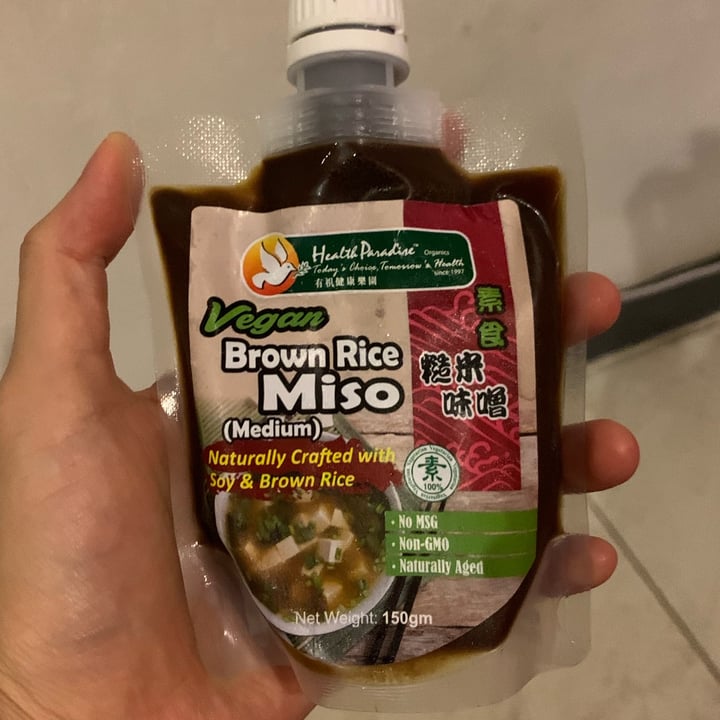 Health Paradise™ Organics
Today's Choice, Tomorrow's Health
since 1997
有机健康樂園
Vegan
Brown Rice
Miso
(Medium)
Naturally Crafted with
Soy & Brown Rice
素食
糙米
味噌
素
100%
· No MSG
· Non-GMO
· Naturally Aged
Net Weight: 150gm